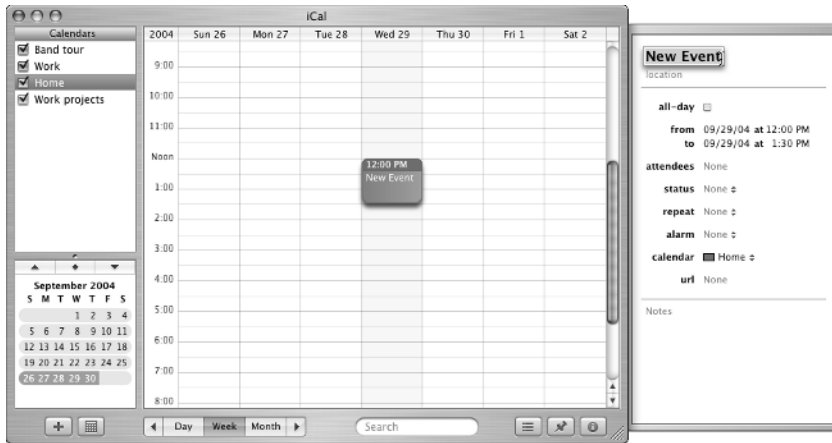 iCal
Calendars
Band tour
Work
Home
Work projects
2004 Sun 26 Mon 27 Tue 28 Wed 29 Thu 30 Fri 1 Sat 2
9:00
10:00
11:00
Noon
1:00
2:00
3:00
4:00
5:00
6:00
7:00
8:00
12:00 PM
New Event
September 2004
S M T W T F S
1 2 3 4
5 6 7 8 9 10 11
12 13 14 15 16 17 18
19 20 21 22 23 24 25
26 27 28 29 30
Day Week Month
Search
New Event
location
all-day
from 09/29/04 at 12:00 PM
to 09/29/04 at 1:30 PM
attendees None
status None
repeat None
alarm None
calendar Home
url None
Notes